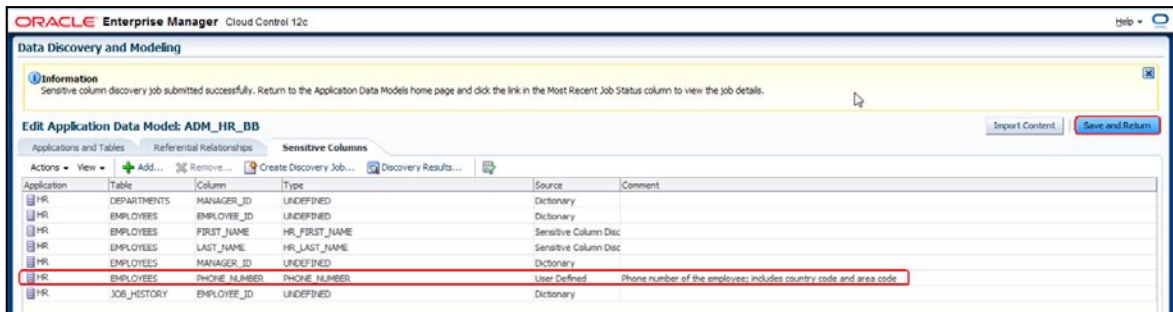 ORACLE Enterprise Manager Cloud Control 12c Help
Data Discovery and Modeling
Information
Sensitive column discovery job submitted successfully. Return to the Application Data Models home page and click the link in the Most Recent Job Status column to view the job details.
Edit Application Data Model: ADM_HR_BB Import Content Save and Return
Applications and Tables Referential Relationships Sensitive Columns
Actions View Add... Remove... Create Discovery Job... Discovery Results...
Application Table Column Type Source Comment
HR DEPARTMENTS MANAGER_ID UNDEFINED Dictionary
HR EMPLOYEES EMPLOYEE_ID UNDEFINED Dictionary
HR EMPLOYEES FIRST_NAME HR_FIRST_NAME Sensitive Column Disc
HR EMPLOYEES LAST_NAME HR_LAST_NAME Sensitive Column Disc
HR EMPLOYEES MANAGER_ID UNDEFINED Dictionary
HR EMPLOYEES PHONE_NUMBER PHONE_NUMBER User Defined Phone number of the employee; includes country code and area code
HR JOB_HISTORY EMPLOYEE_ID UNDEFINED Dictionary